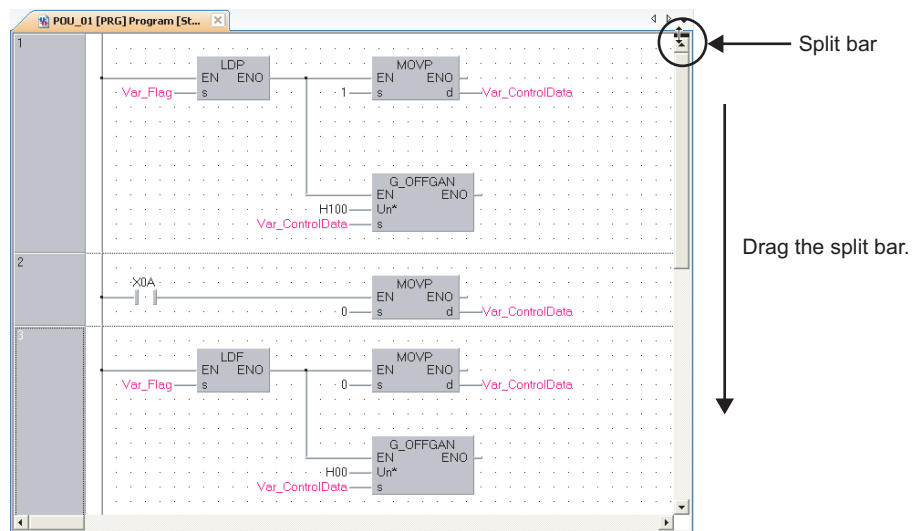 POU_01 [PRG] Program [St...
Split bar
1
LDP
MOVP
EN ENO
EN ENO
Var_Flag s
1 s d Var_ControlData
G_OFFGAN
EN ENO
H100 Un*
Var_ControlData s
Drag the split bar.
2
X0A
MOVP
EN ENO
0 s d Var_ControlData
3
LDF
MOVP
EN ENO
EN ENO
Var_Flag s
0 s d Var_ControlData
G_OFFGAN
EN ENO
H00 Un*
Var_ControlData s